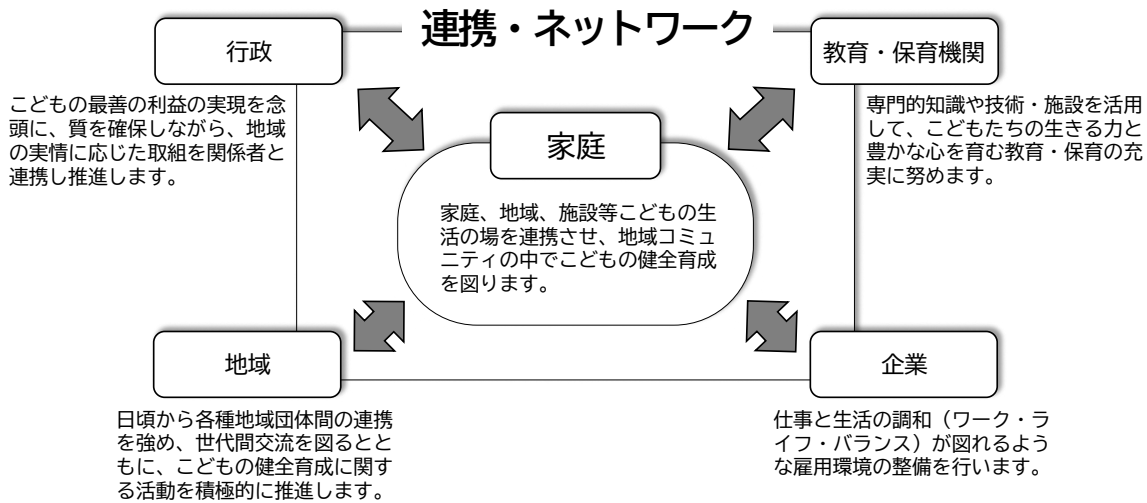 連携・ネットワーク
行政
こどもの最善の利益の実現を念
頭に、質を確保しながら、地域
の実情に応じた取組を関係者と
連携し推進します。
教育・保育機関
専門的知識や技術・施設を活用
して、こどもたちの生きる力と
豊かな心を育む教育・保育の充
実に努めます。
家庭
家庭、地域、施設等こどもの生
活の場を連携させ、地域コミュ
ニティの中でこどもの健全育成
を図ります。
地域
日頃から各種地域団体間の連携
を強め、世代間交流を図るとと
もに、こどもの健全育成に関す
る活動を積極的に推進します。
企業
仕事と生活の調和（ワーク・ラ
イフ・バランス）が図れるよう
な雇用環境の整備を行います。